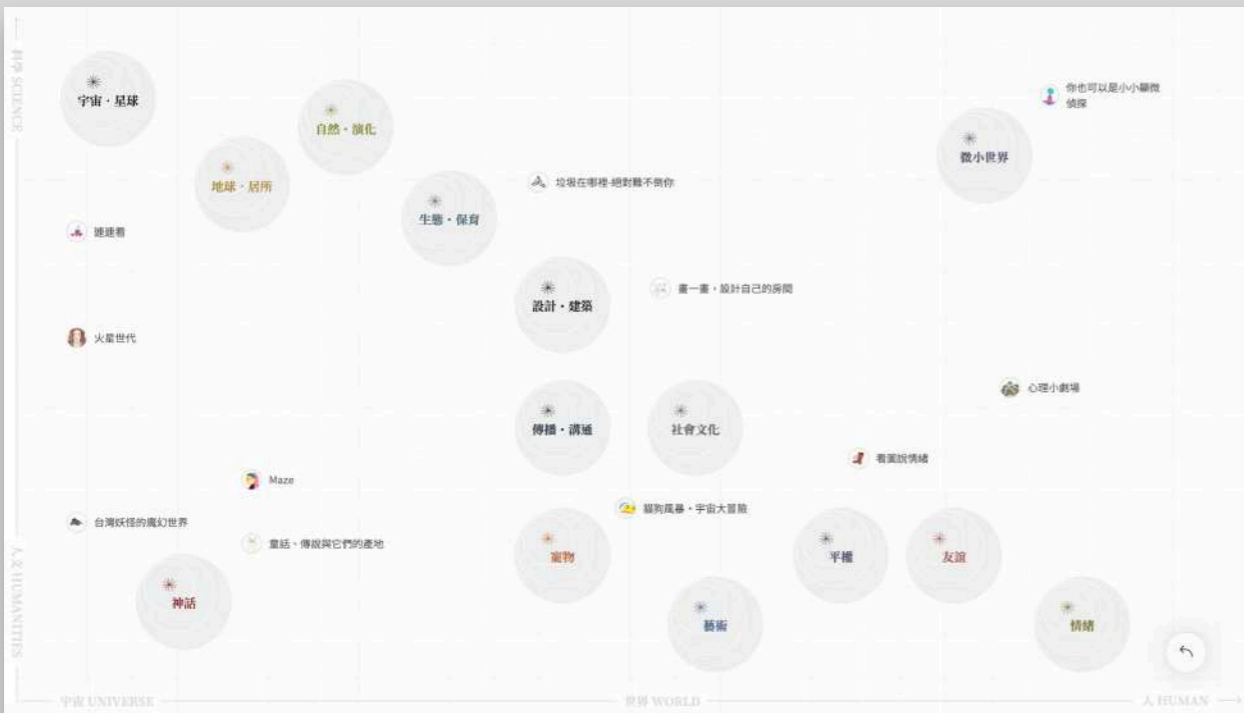 科學 SCIENCE
宇宙・星球
自然・演化
你也可以是小小顯微
偵探
微小世界
地球・居所
垃圾在哪裡-絕對難不倒你
生態・保育
連連看
設計・建築
畫一畫，設計自己的房間
火星世代
心理小劇場
傳播・溝通
社會文化
看圖說情緒
Maze
貓狗風暴・宇宙大冒險
台灣妖怪的魔幻世界
童話、傳說與它們的產地
寵物
平權
友誼
神話
藝術
情緒
人文 HUMANITIES
宇宙 UNIVERSE
世界 WORLD
人 HUMAN